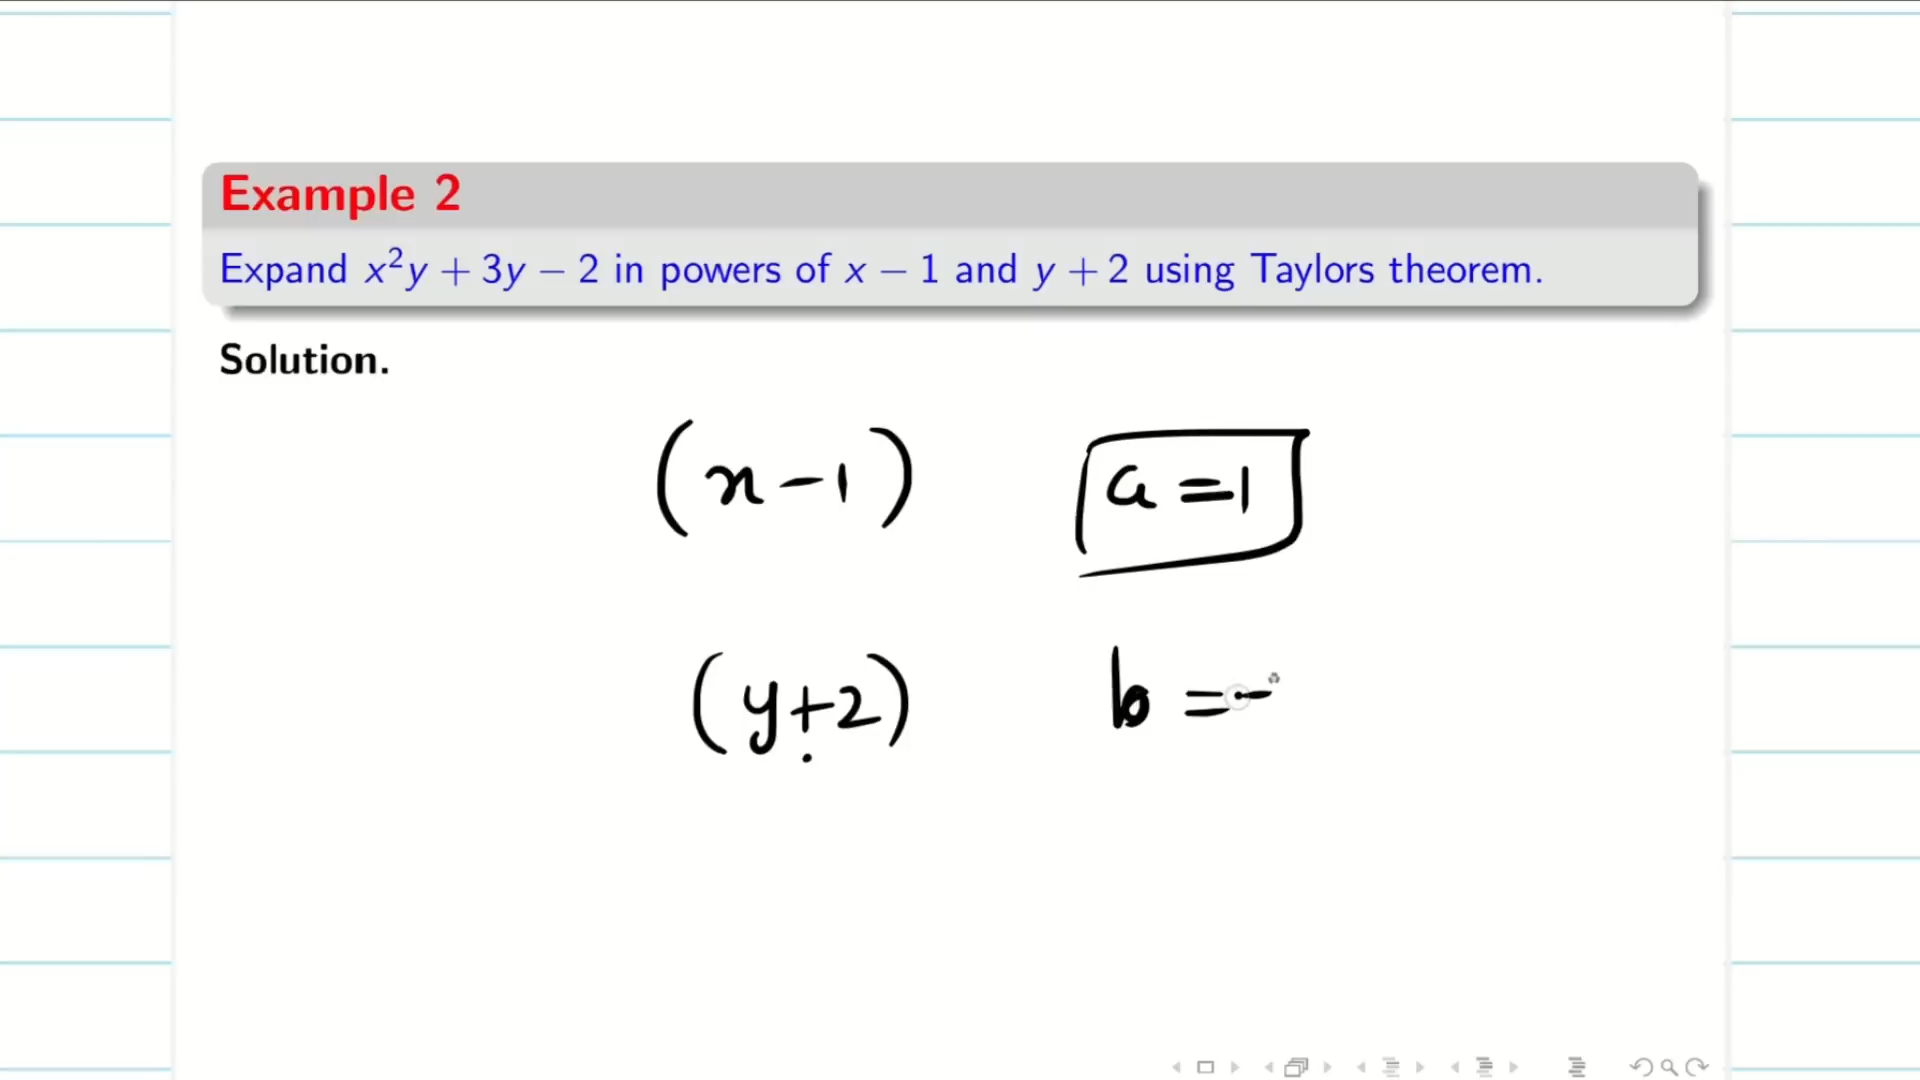 Example 2
Expand x²y + 3y − 2 in powers of x − 1 and y + 2 using Taylors theorem.
Solution.
(x-1) a=1
(y+2) b=-